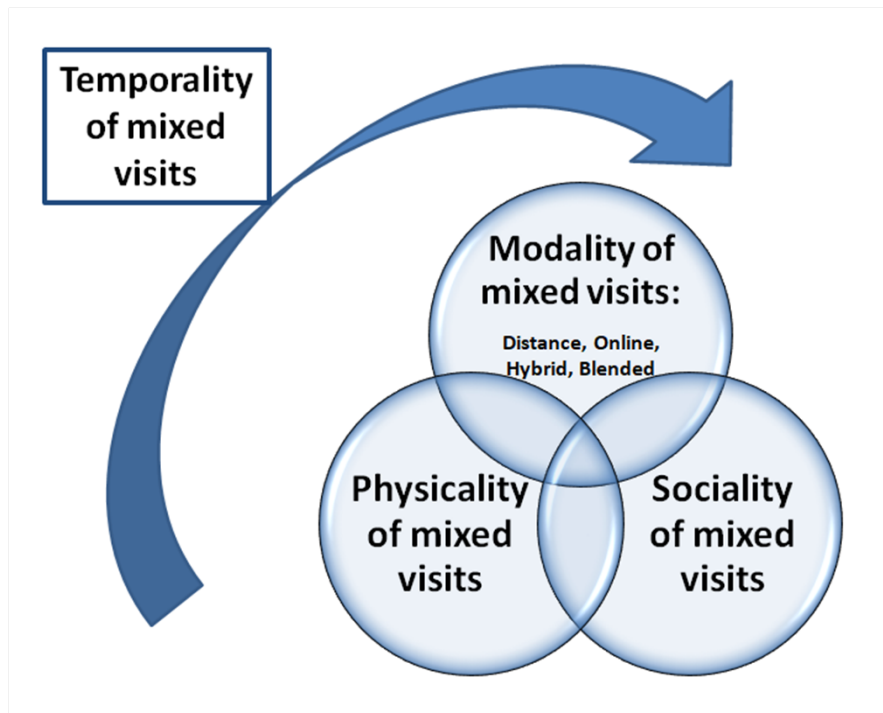 Temporality
of mixed
visits
Modality of
mixed visits:
Distance, Online,
Hybrid, Blended
Physicality
of mixed
visits
Sociality
of mixed
visits